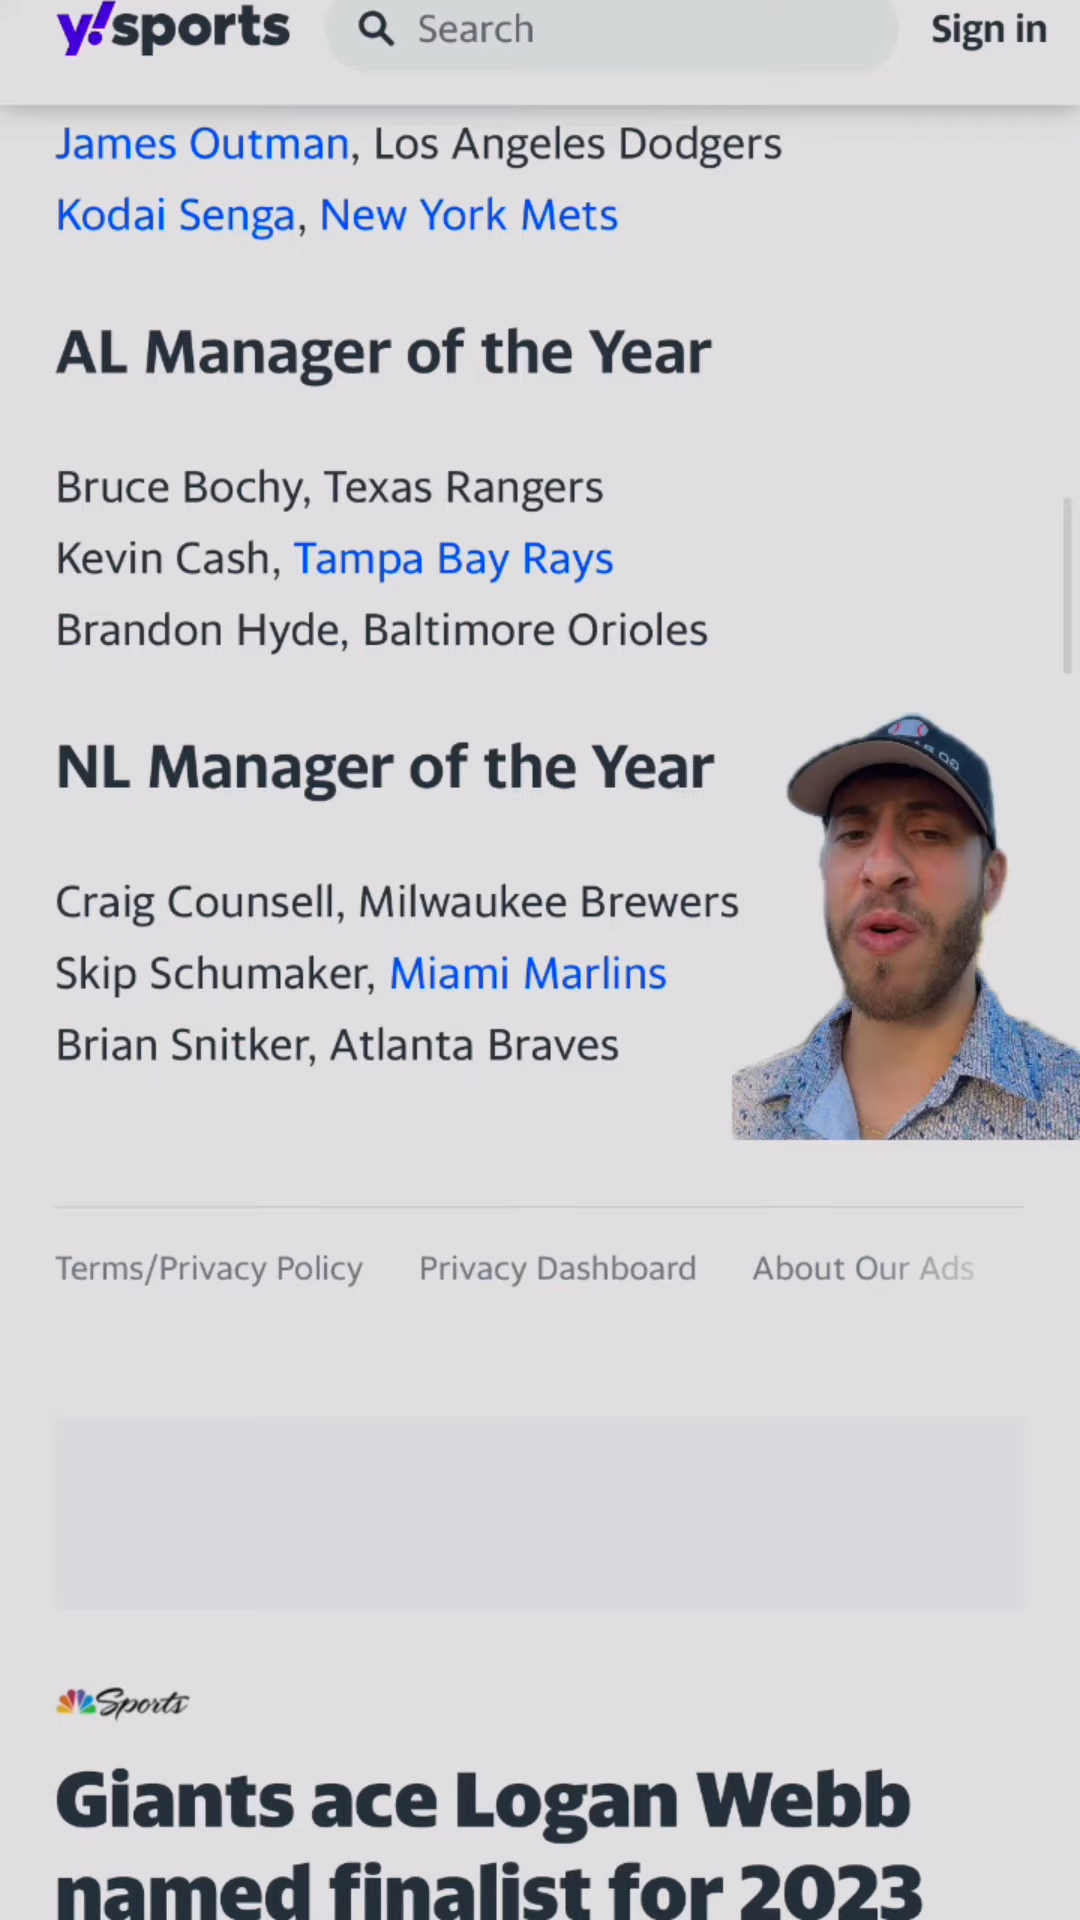 y!sports
Search
Sign in
James Outman, Los Angeles Dodgers
Kodai Senga, New York Mets
AL Manager of the Year
Bruce Bochy, Texas Rangers
Kevin Cash, Tampa Bay Rays
Brandon Hyde, Baltimore Orioles
NL Manager of the Year
Craig Counsell, Milwaukee Brewers
Skip Schumaker, Miami Marlins
Brian Snitker, Atlanta Braves
Terms/Privacy Policy
Privacy Dashboard
About Our Ads
Sports
Giants ace Logan Webb
named finalist for 2023